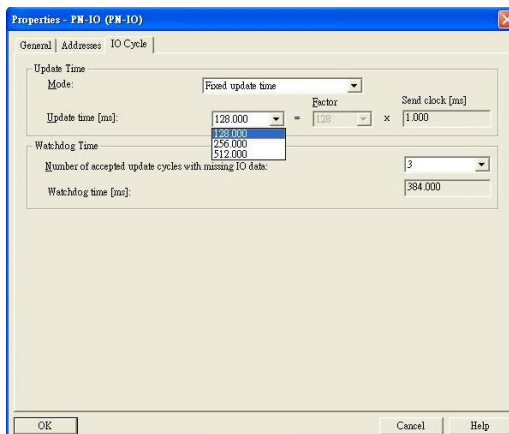 Properties - PN-IO (PN-IO)
General Addresses IO Cycle
Update Time
Mode: Fixed update time
Factor Send clock [ms]
Update time [ms]: 128.000 = 128 x 1.000
128.000
256.000
512.000
Watchdog Time
Number of accepted update cycles with missing IO data: 3
Watchdog time [ms]: 384.000
OK Cancel Help